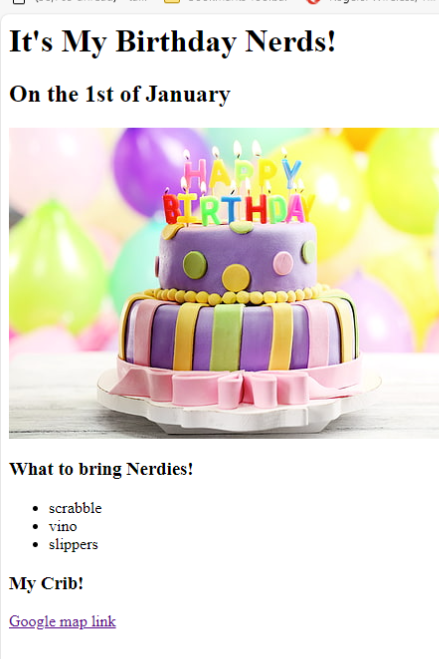 It's My Birthday Nerds!
On the 1st of January
HAPPY
BIRTHDAY
What to bring Nerdies!
scrabble
vino
slippers
My Crib!
Google map link